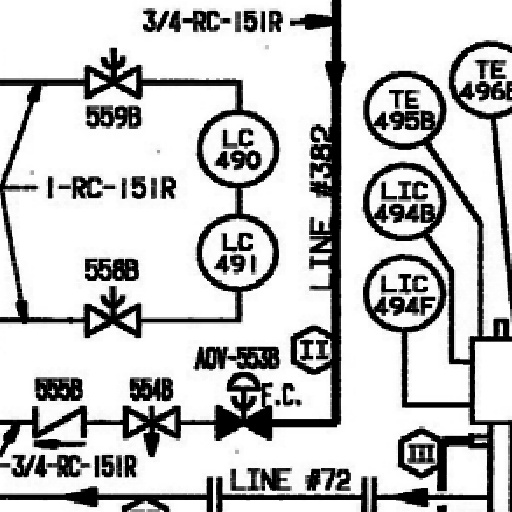 3/4-RC-151R
TE
496B
TE
495B
559B
LC
490
1-RC-151R
LINE #382
LIC
494B
LC
491
558B
LIC
494F
AOV-553B
II
555B
554B
F.C.
-3/4-RC-151R
III
LINE #72